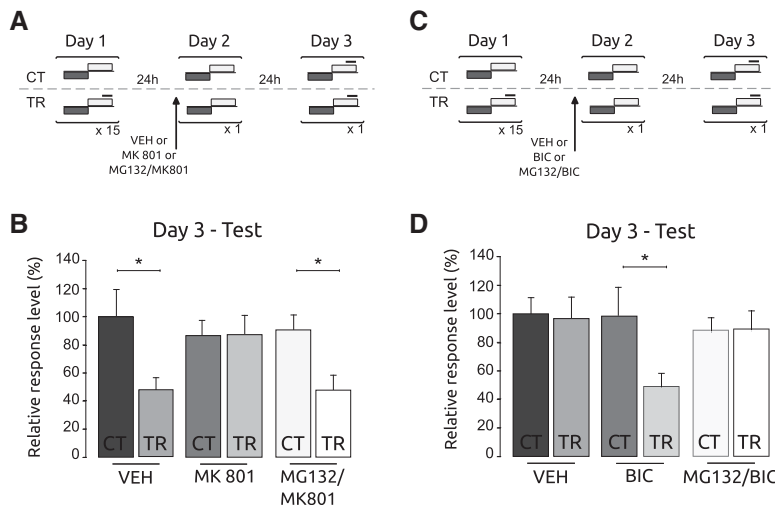 A
Day 1
Day 2
Day 3
CT
24h
24h
TR
x 15
x 1
x 1
VEH or
MK 801 or
MG132/MK801
C
Day 1
Day 2
Day 3
CT
24h
24h
TR
x 15
x 1
x 1
VEH or
BIC or
MG132/BIC
B
Day 3 - Test
Relative response level (%)
140
120
100
80
60
40
20
0
*
*
CT
TR
CT
TR
CT
TR
VEH
MK 801
MG132/
MK801
D
Day 3 - Test
Relative response level (%)
140
120
100
80
60
40
20
0
*
CT
TR
CT
TR
CT
TR
VEH
BIC
MG132/BIC